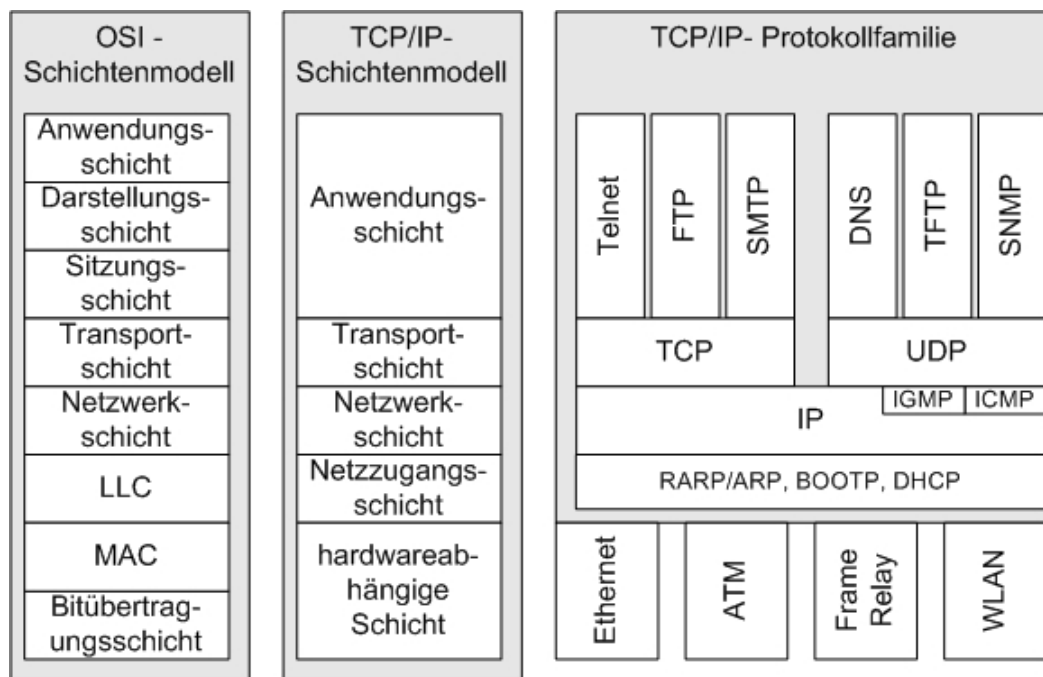 OSI -
Schichtenmodell
Anwendungs-
schicht
Darstellungs-
schicht
Sitzungs-
schicht
Transport-
schicht
Netzwerk-
schicht
LLC
MAC
Bitübertrag-
ungsschicht
TCP/IP-
Schichtenmodell
Anwendungs-
schicht
Transport-
schicht
Netzwerk-
schicht
Netzzugangs-
schicht
hardwareab-
hängige
Schicht
TCP/IP- Protokollfamilie
Telnet
FTP
SMTP
DNS
TFTP
SNMP
TCP
UDP
IP
IGMP
ICMP
RARP/ARP, BOOTP, DHCP
Ethernet
ATM
Frame
Relay
WLAN